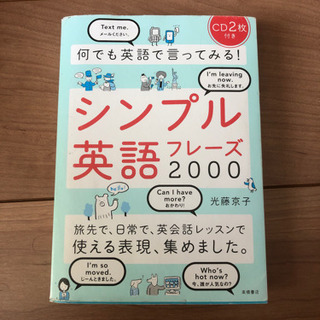 Text me.
メールください。
CD2枚
付き
何でも英語で言ってみる!
I'm leaving
now.
お先に失礼します。
シンプル
英語フレーズ
2000
Can I have
more?
おかわり!
光藤京子
旅先で、日常で、英会話レッスンで
使える表現、集めました。
I'm so
moved.
じーんときました。
Who's
hot now?
今、誰が人気なの?
高橋書店